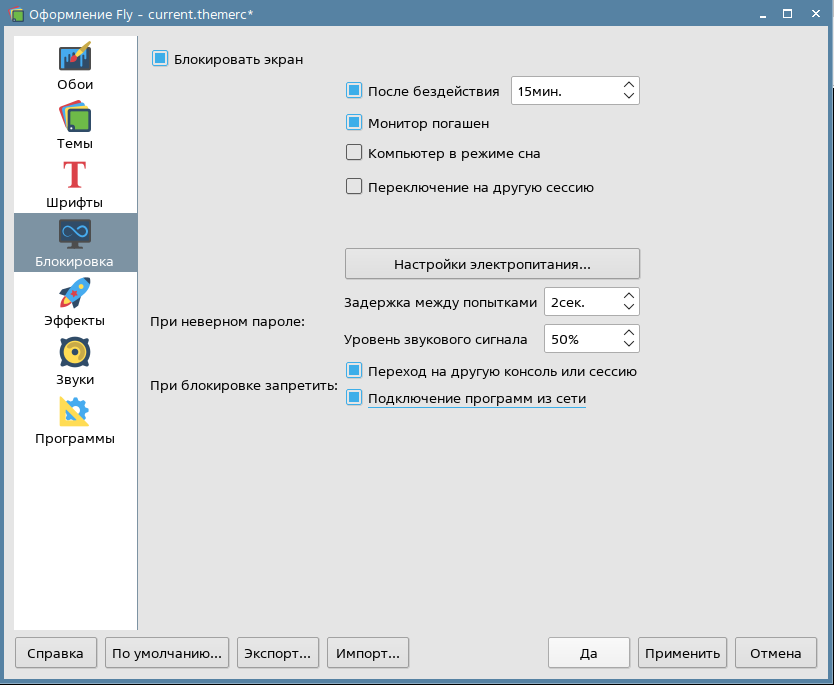 Оформление Fly – current.themerc*
Обои
Темы
Шрифты
Блокировка
Эффекты
Звуки
Программы
Блокировать экран
После бездействия 15мин.
Монитор погашен
Компьютер в режиме сна
Переключение на другую сессию
Настройки электропитания...
При неверном пароле:
Задержка между попытками 2сек.
Уровень звукового сигнала 50%
При блокировке запретить:
Переход на другую консоль или сессию
Подключение программ из сети
Справка По умолчанию... Экспорт... Импорт... Да Применить Отмена